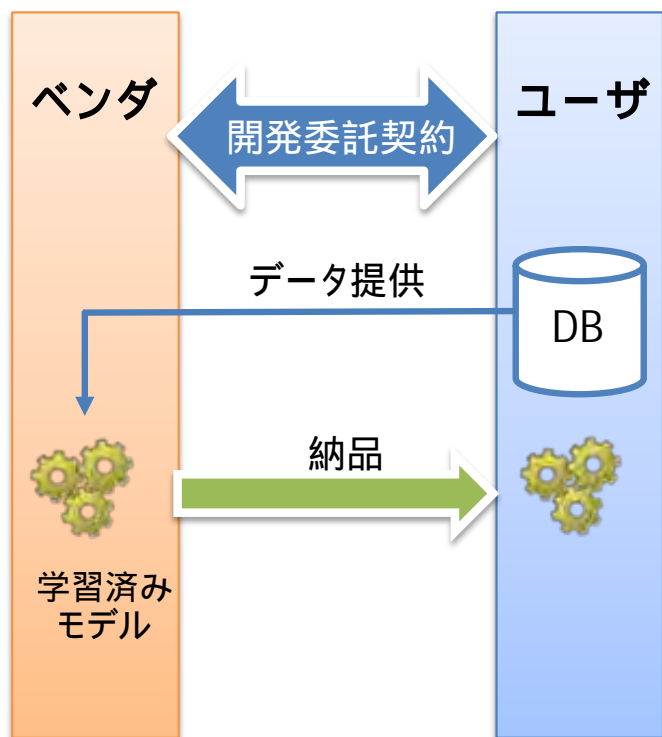 ベンダ
ユーザ
開発委託契約
データ提供
DB
納品
学習済み
モデル